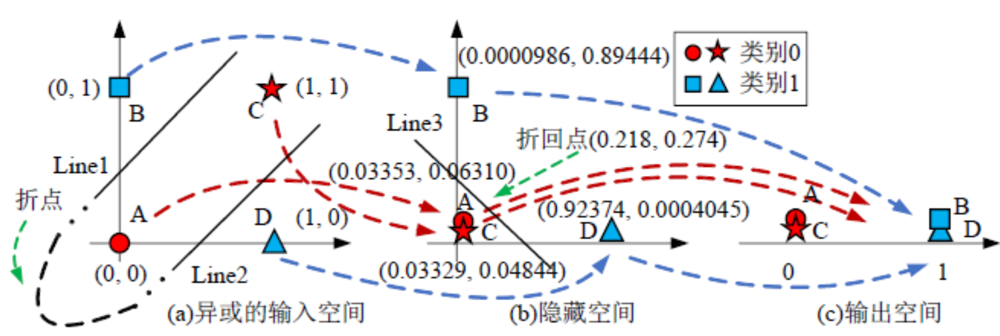 (0, 1)
B
C
(1, 1)
Line1
折点
A
D
(1, 0)
(0, 0)
Line2
(a)异或的输入空间
(0.0000986, 0.89444)
B
Line3
折回点(0.218, 0.274)
(0.03353, 0.06310)
A
C
(0.92374, 0.0004045)
D
(0.03329, 0.04844)
(b)隐藏空间
类别0
类别1
A
C
B
D
0
1
(c)输出空间